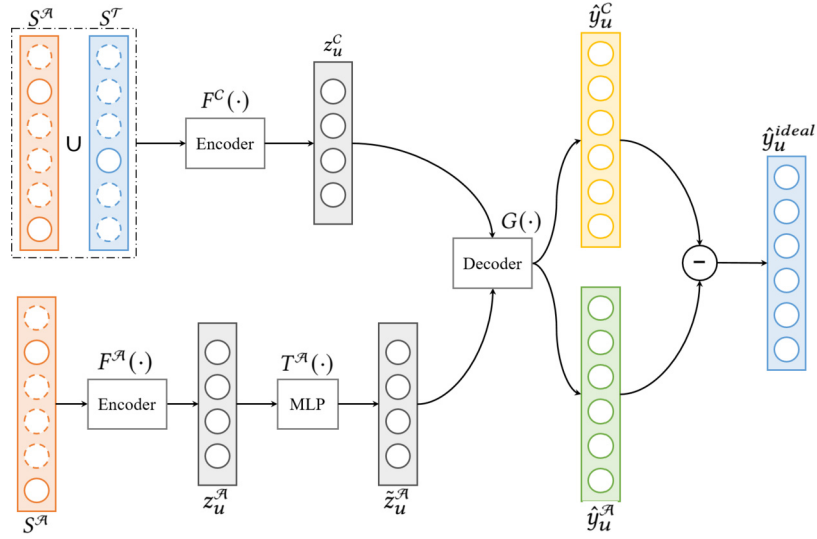 S^𝒜 S^𝒯
∪
F^C(·)
Encoder
z_u^C
G(·)
Decoder
ŷ_u^C
−
ŷ_u^{ideal}
S^𝒜
F^𝒜(·)
Encoder
z_u^𝒜
T^𝒜(·)
MLP
z̃_u^𝒜
ŷ_u^𝒜